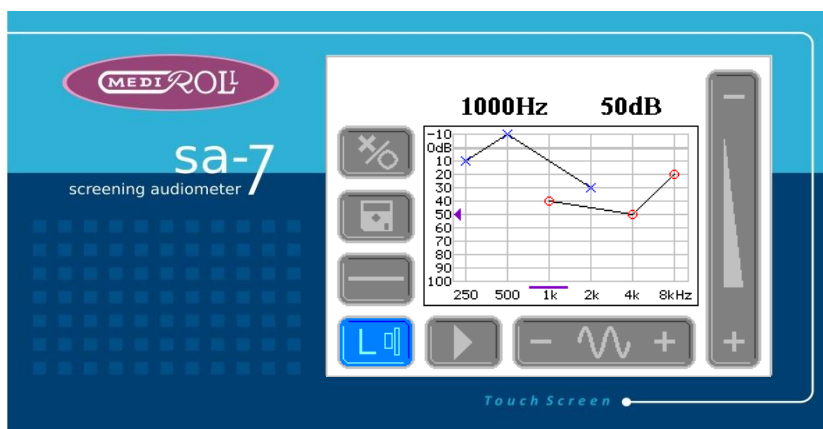 MEDI ROLL
sa-7
screening audiometer
1000Hz 50dB
-10
0dB
10
20
30
40
50
60
70
80
90
100
250 500 1k 2k 4k 8kHz
L
Touch Screen